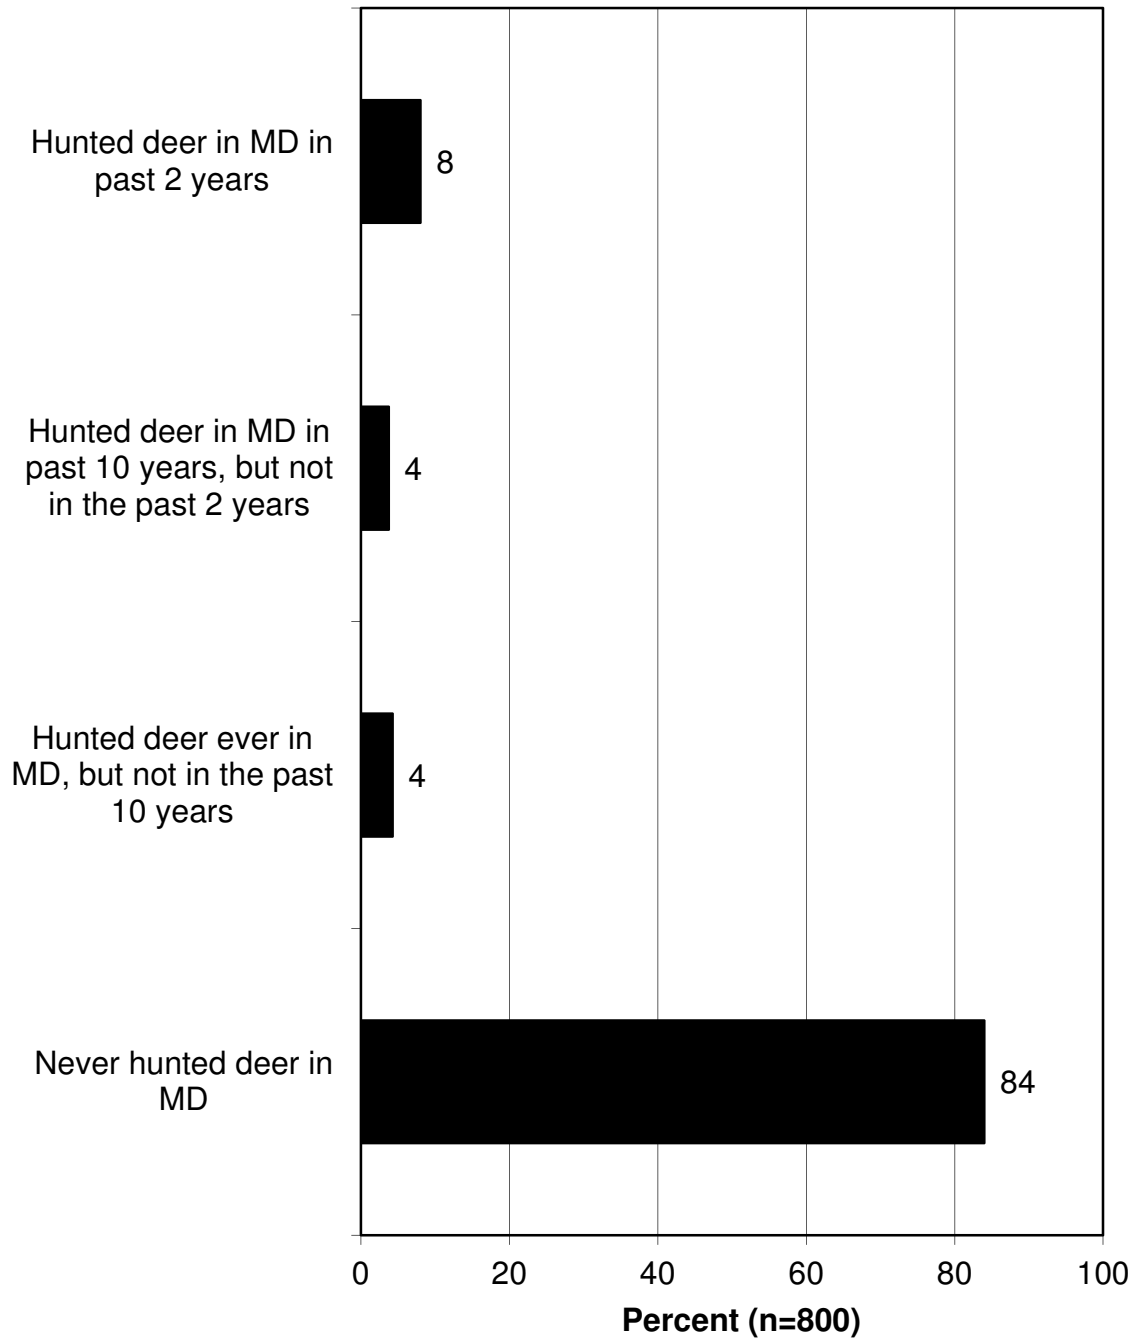 Hunted deer in MD in
past 2 years
8
Hunted deer in MD in
past 10 years, but not
in the past 2 years
4
Hunted deer ever in
MD, but not in the past
10 years
4
Never hunted deer in
MD
84
0 20 40 60 80 100
Percent (n=800)